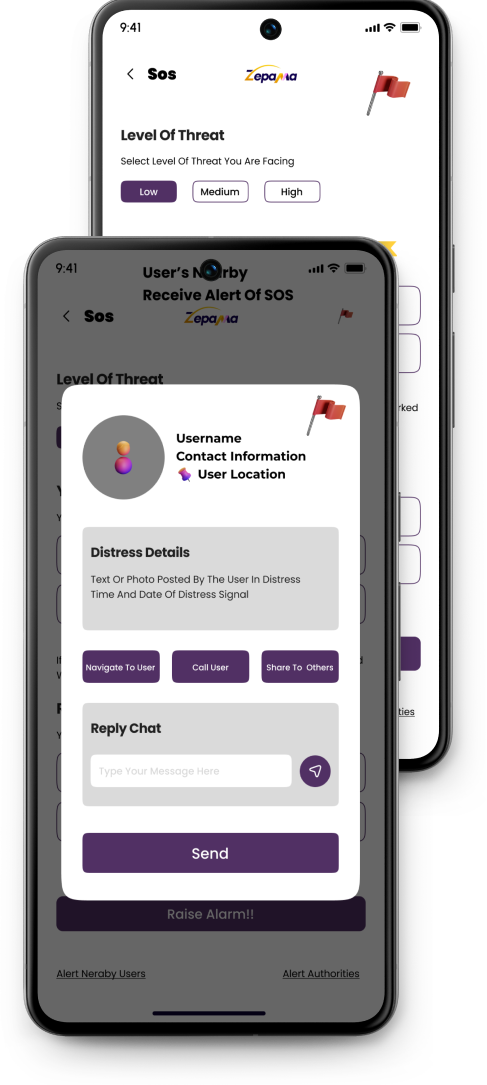 9:41
Sos
Zepama
Level Of Threat
Select Level Of Threat You Are Facing
Low
Medium
High
rked
ties
9:41
User's Nearby
Receive Alert Of SOS
Sos
Zepama
Level Of Threat
S
Username
Contact Information
User Location
Distress Details
Text Or Photo Posted By The User In Distress
Time And Date Of Distress Signal
Navigate To User
Call User
Share To Others
Reply Chat
Type Your Message Here
Send
Raise Alarm!!
Alert Neraby Users
Alert Authorities